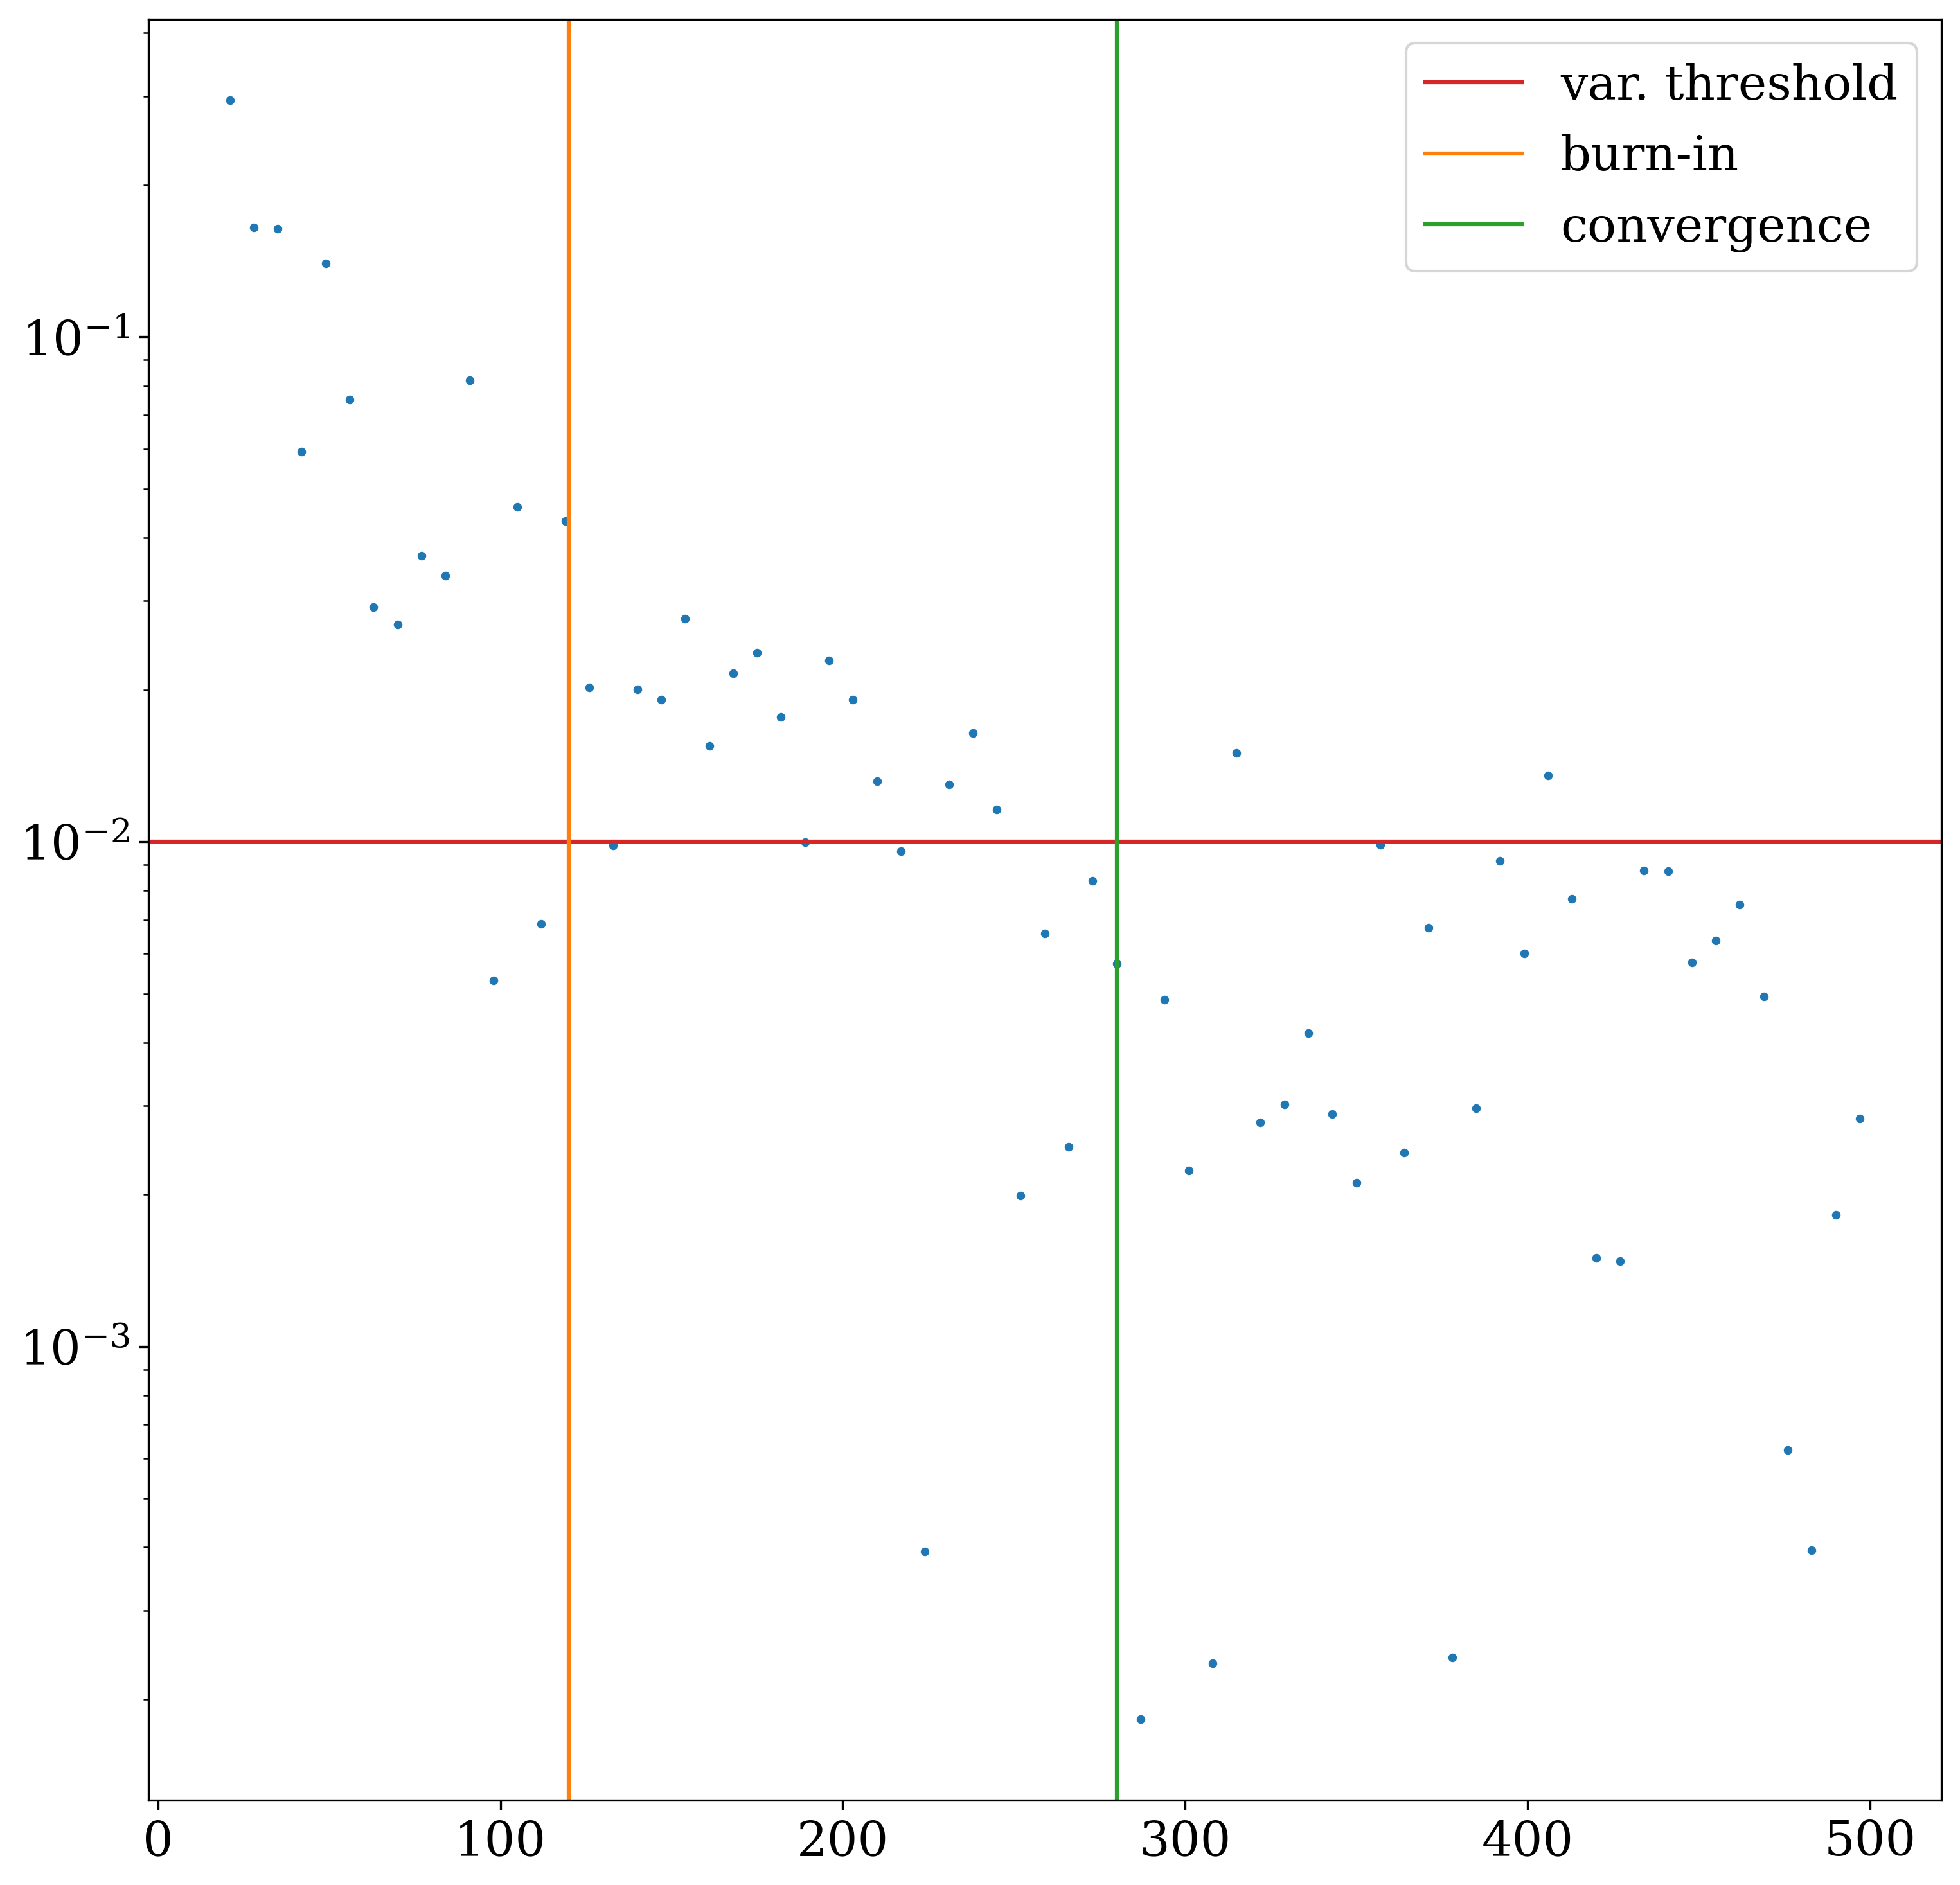 var. threshold
burn-in
convergence
10⁻¹
10⁻²
10⁻³
0 100 200 300 400 500